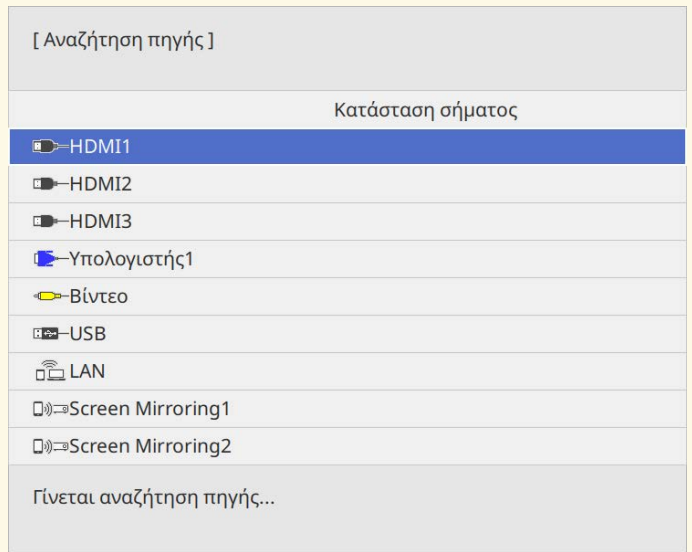 [ Αναζήτηση πηγής ]
Κατάσταση σήματος
HDMI1
HDMI2
HDMI3
Υπολογιστής1
Βίντεο
USB
LAN
Screen Mirroring1
Screen Mirroring2
Γίνεται αναζήτηση πηγής...